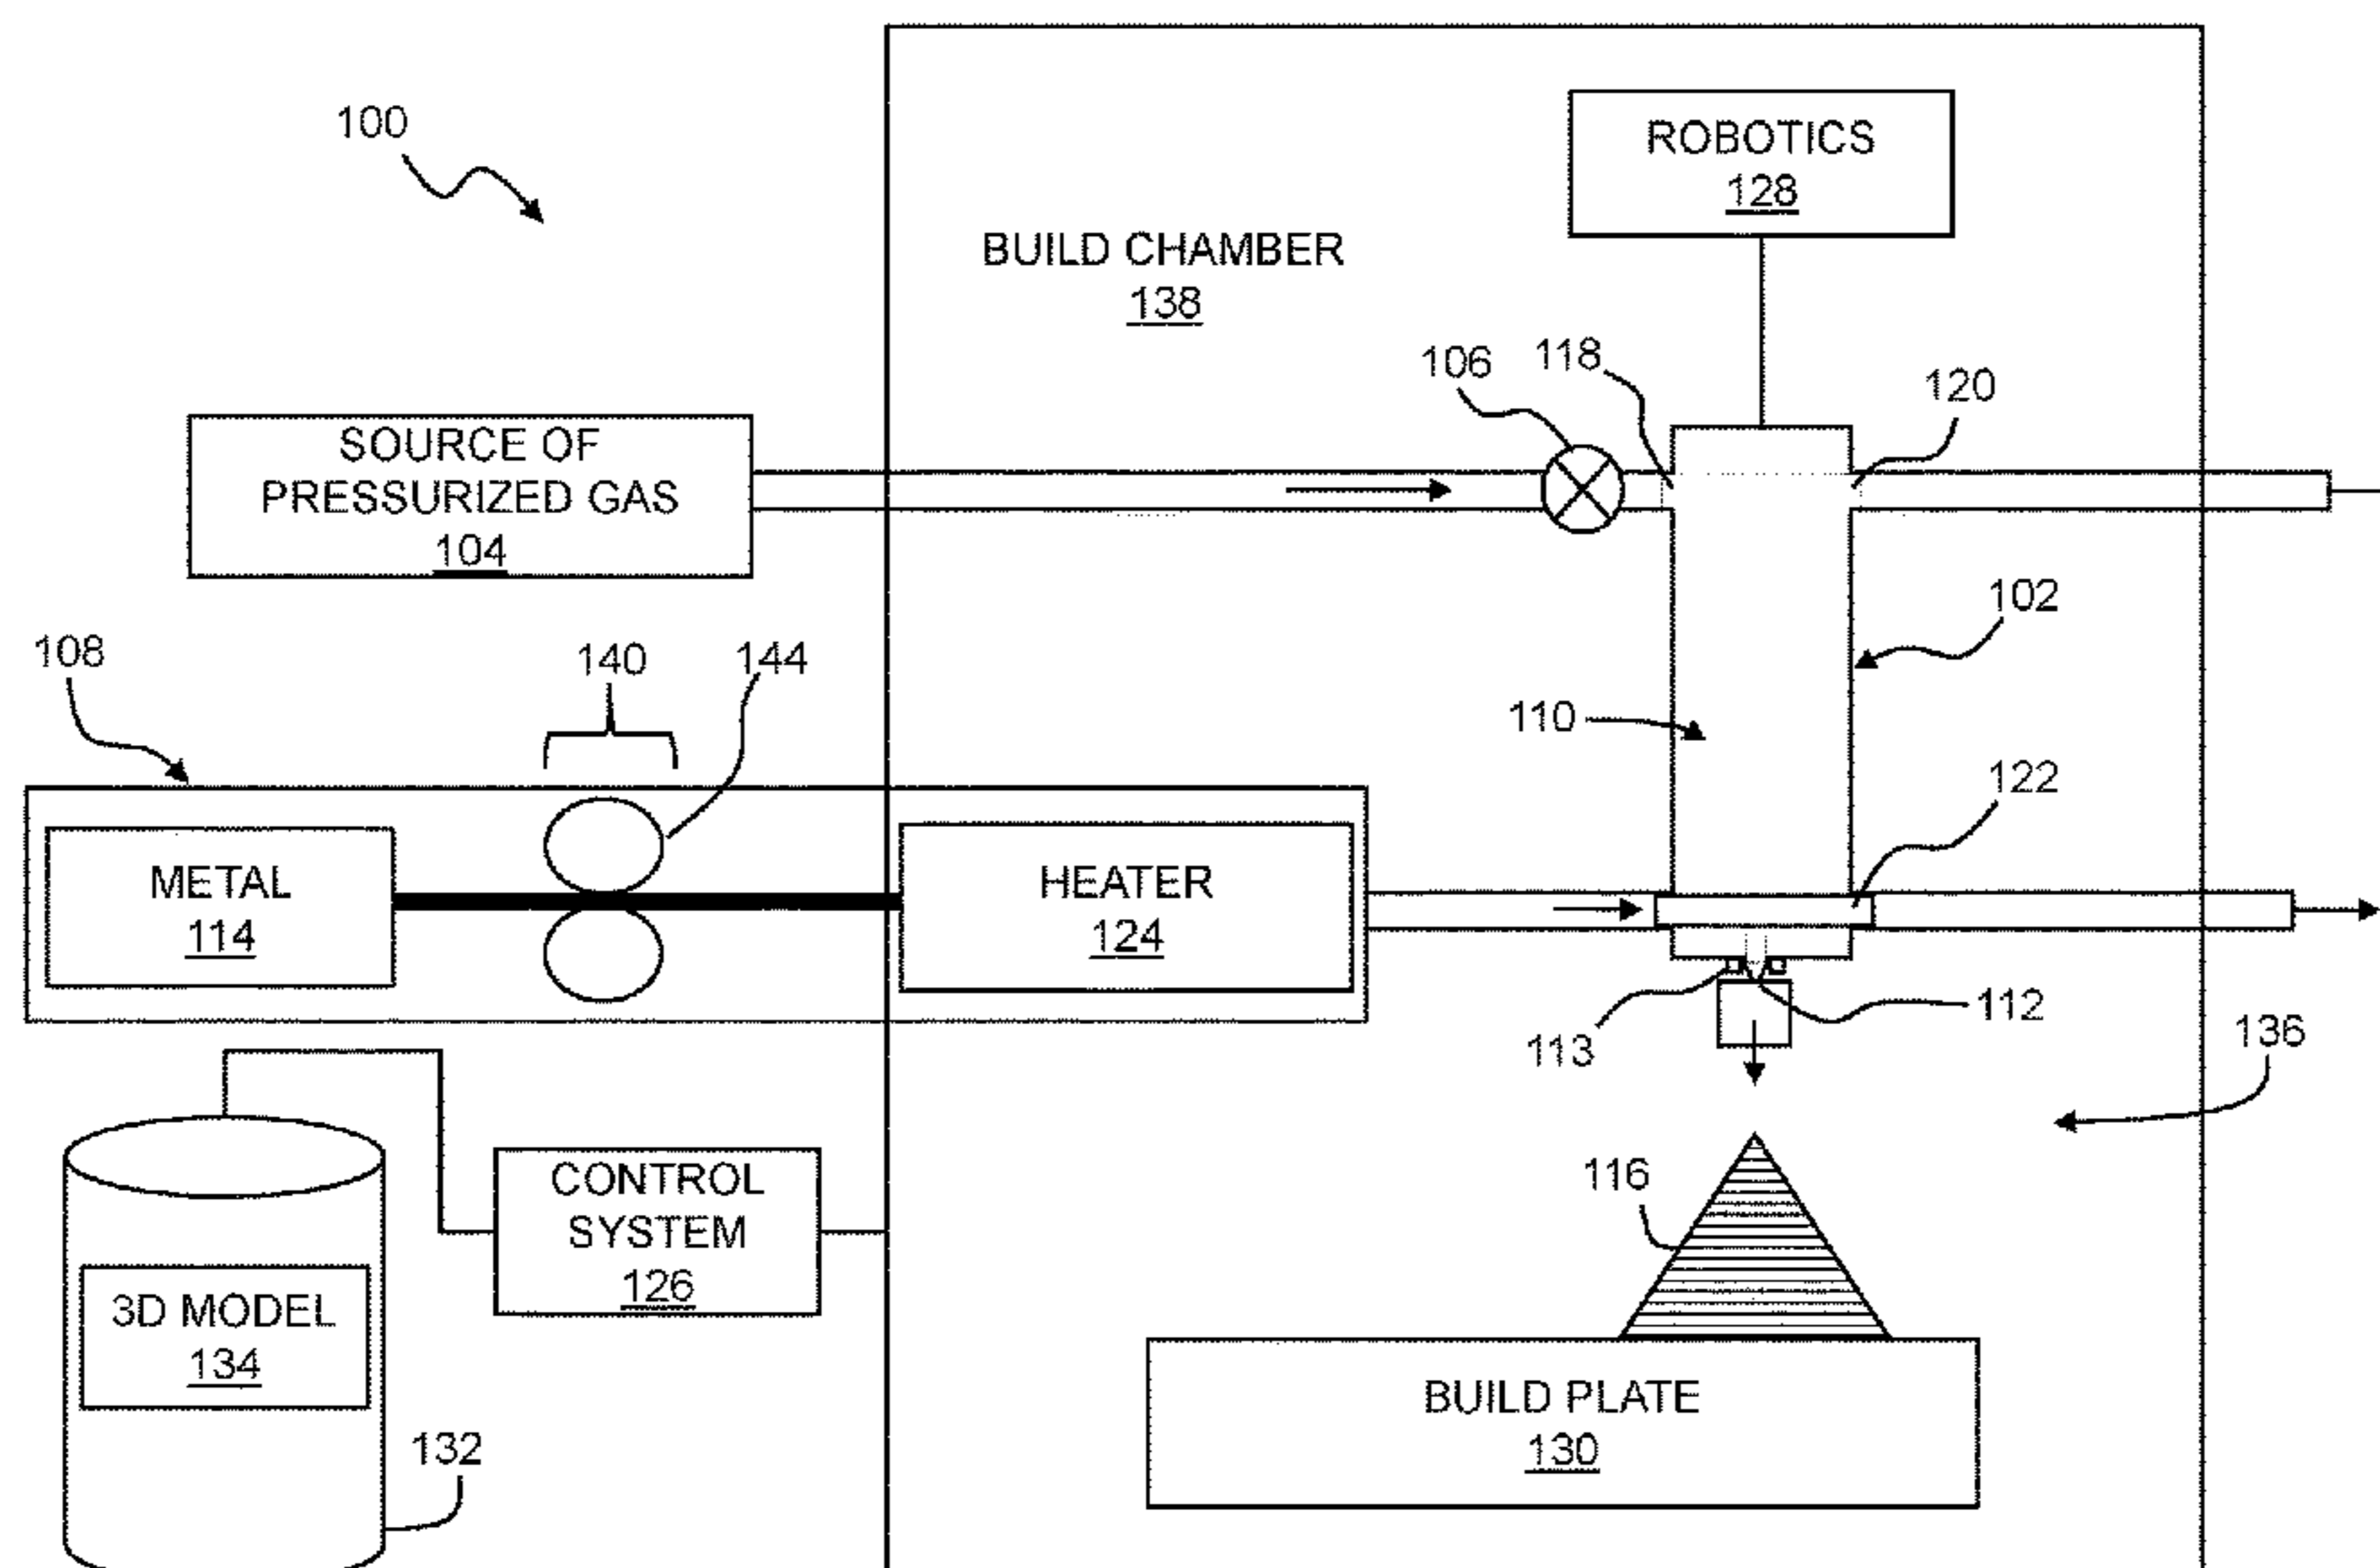 100
ROBOTICS
128
BUILD CHAMBER
138
106
118
120
SOURCE OF
PRESSURIZED GAS
104
102
108
140
144
110
122
METAL
114
HEATER
124
113
112
136
CONTROL
SYSTEM
126
116
3D MODEL
134
BUILD PLATE
130
132